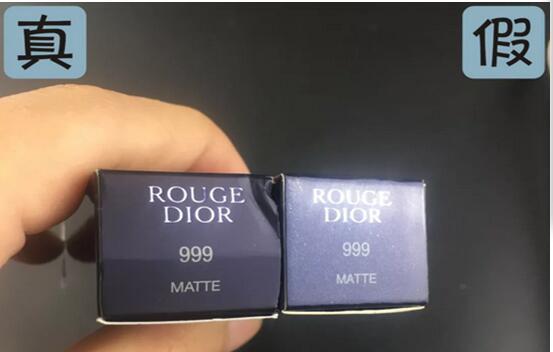 真
假
ROUGE
DIOR
999
MATTE
ROUGE
DIOR
999
MATTE